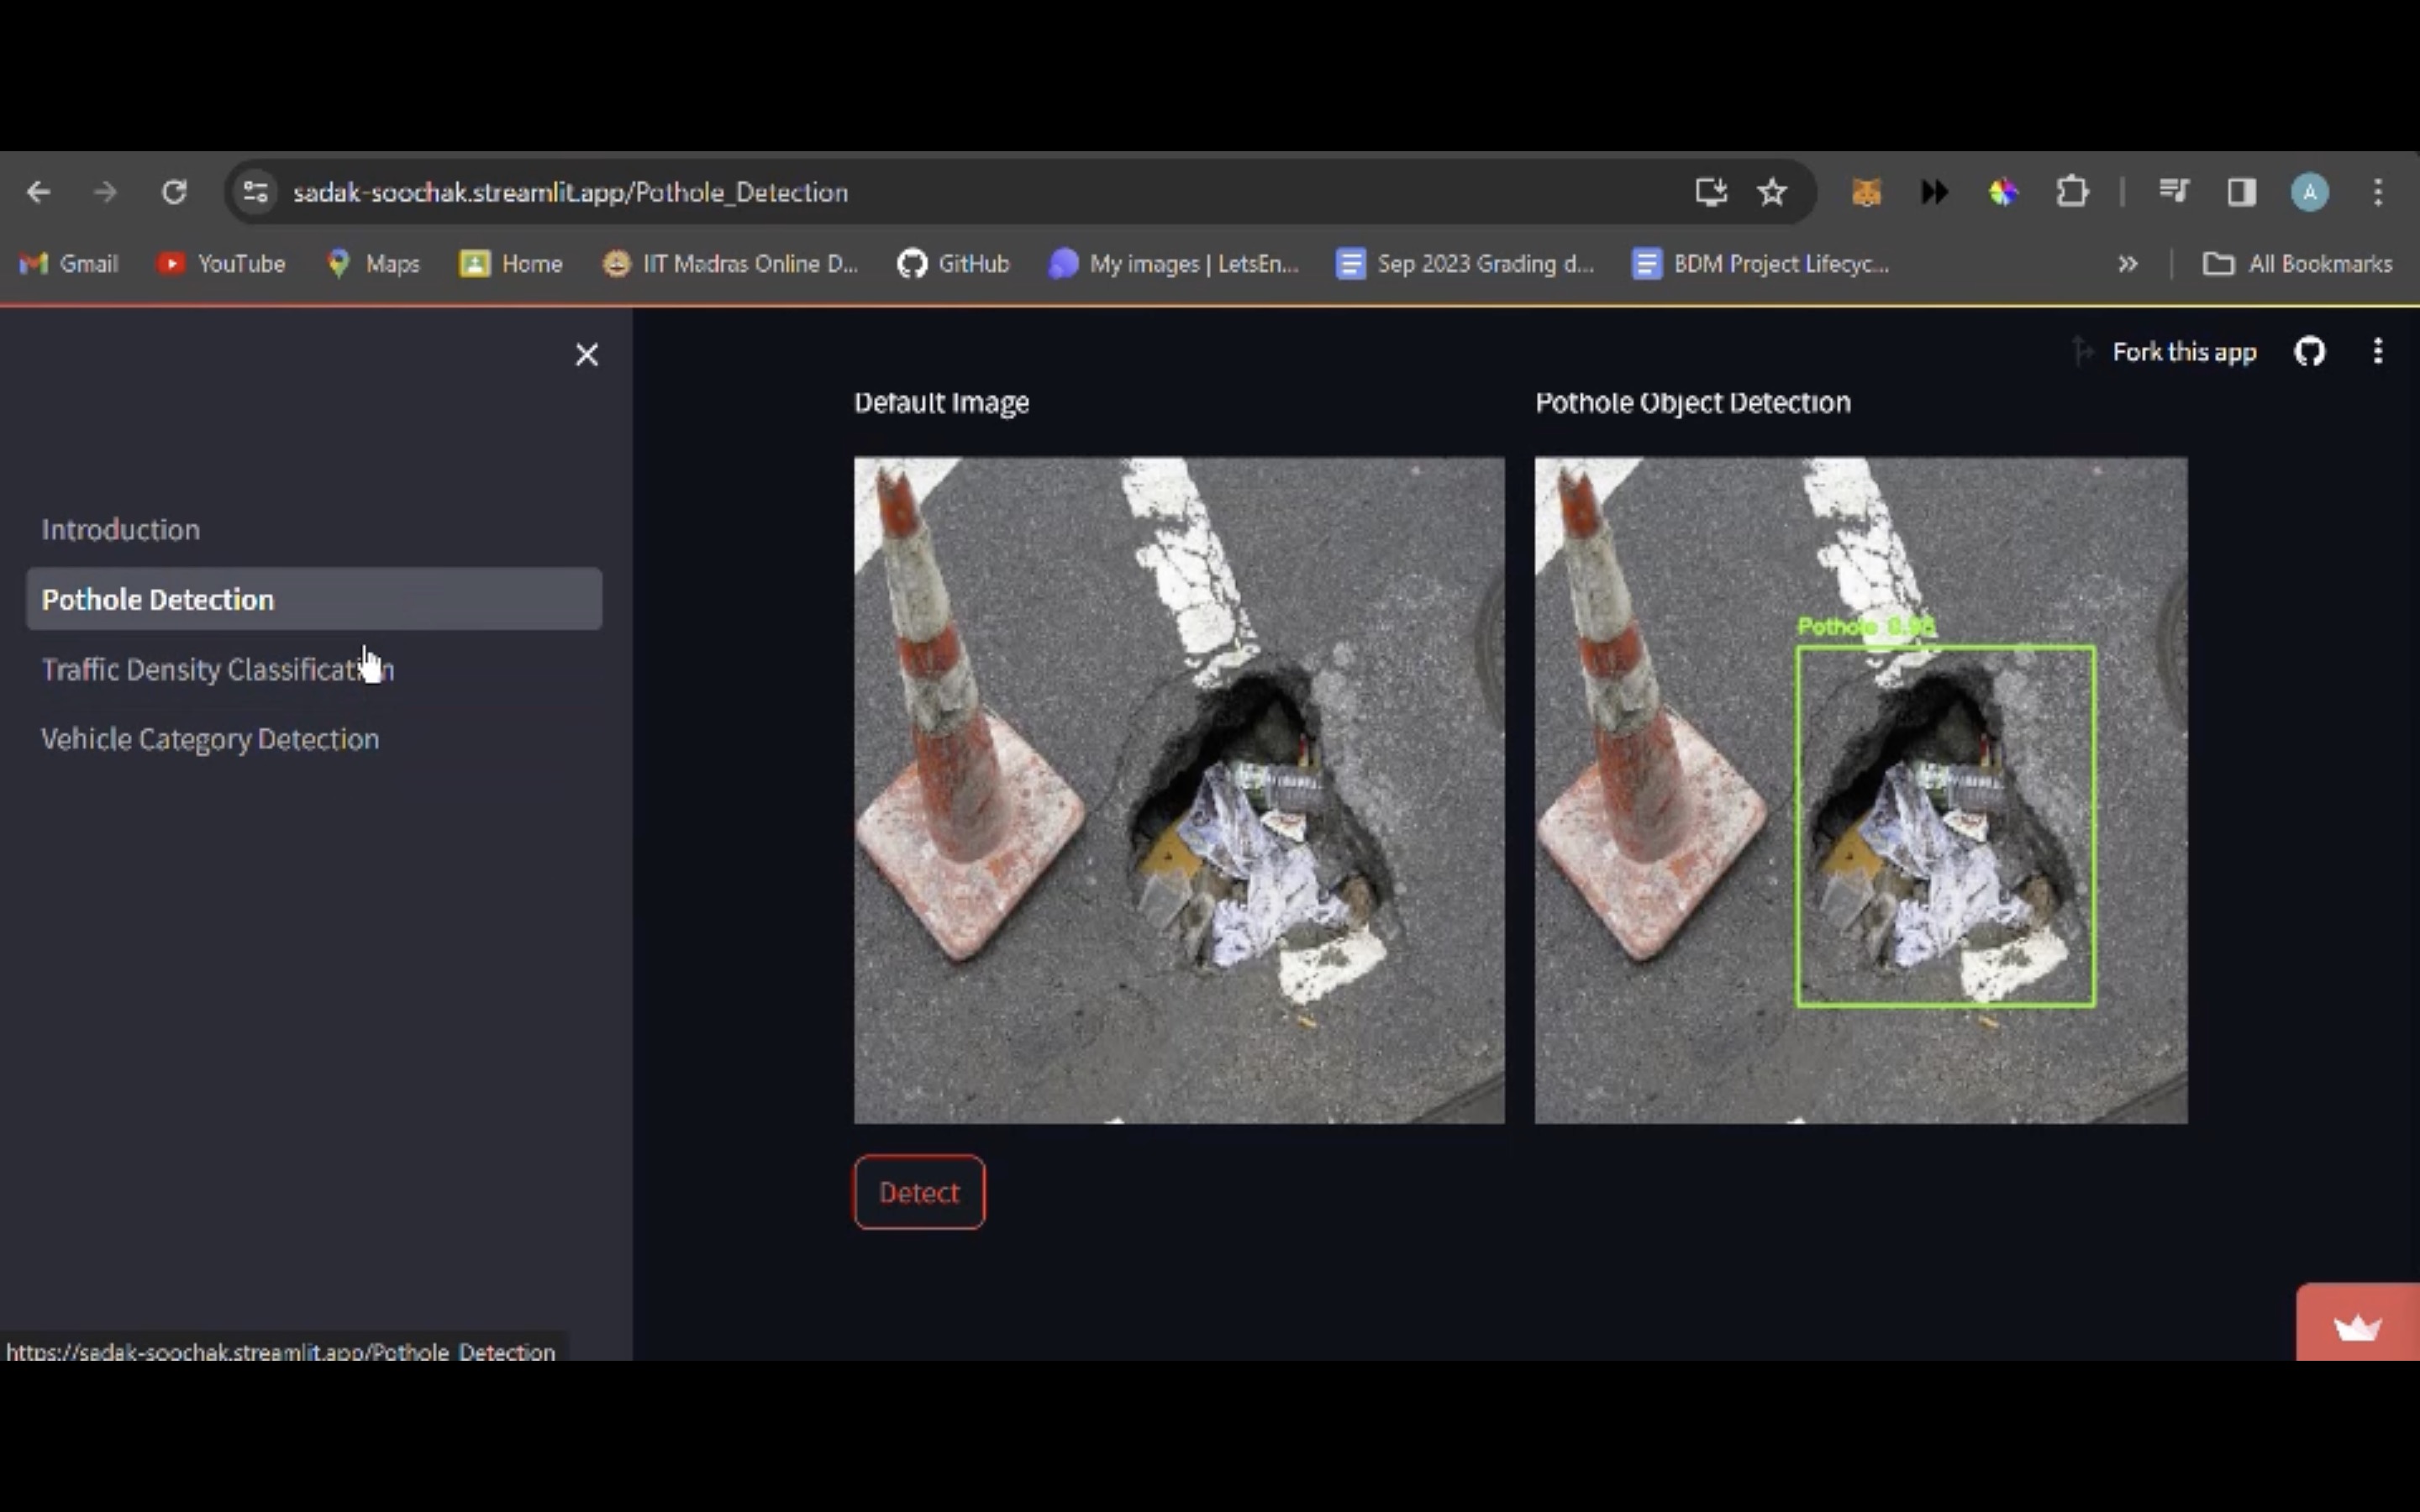 sadak-soochak.streamlit.app/Pothole_Detection
A
Gmail YouTube Maps Home IIT Madras Online D... GitHub My images | LetsEn... Sep 2023 Grading d... BDM Project Lifecyc... All Bookmarks
Fork this app
Default Image Pothole Object Detection
Introduction
Pothole Detection
Traffic Density Classification
Vehicle Category Detection
Pothole
Detect
https://sadak-soochak.streamlit.app/Pothole_Detection